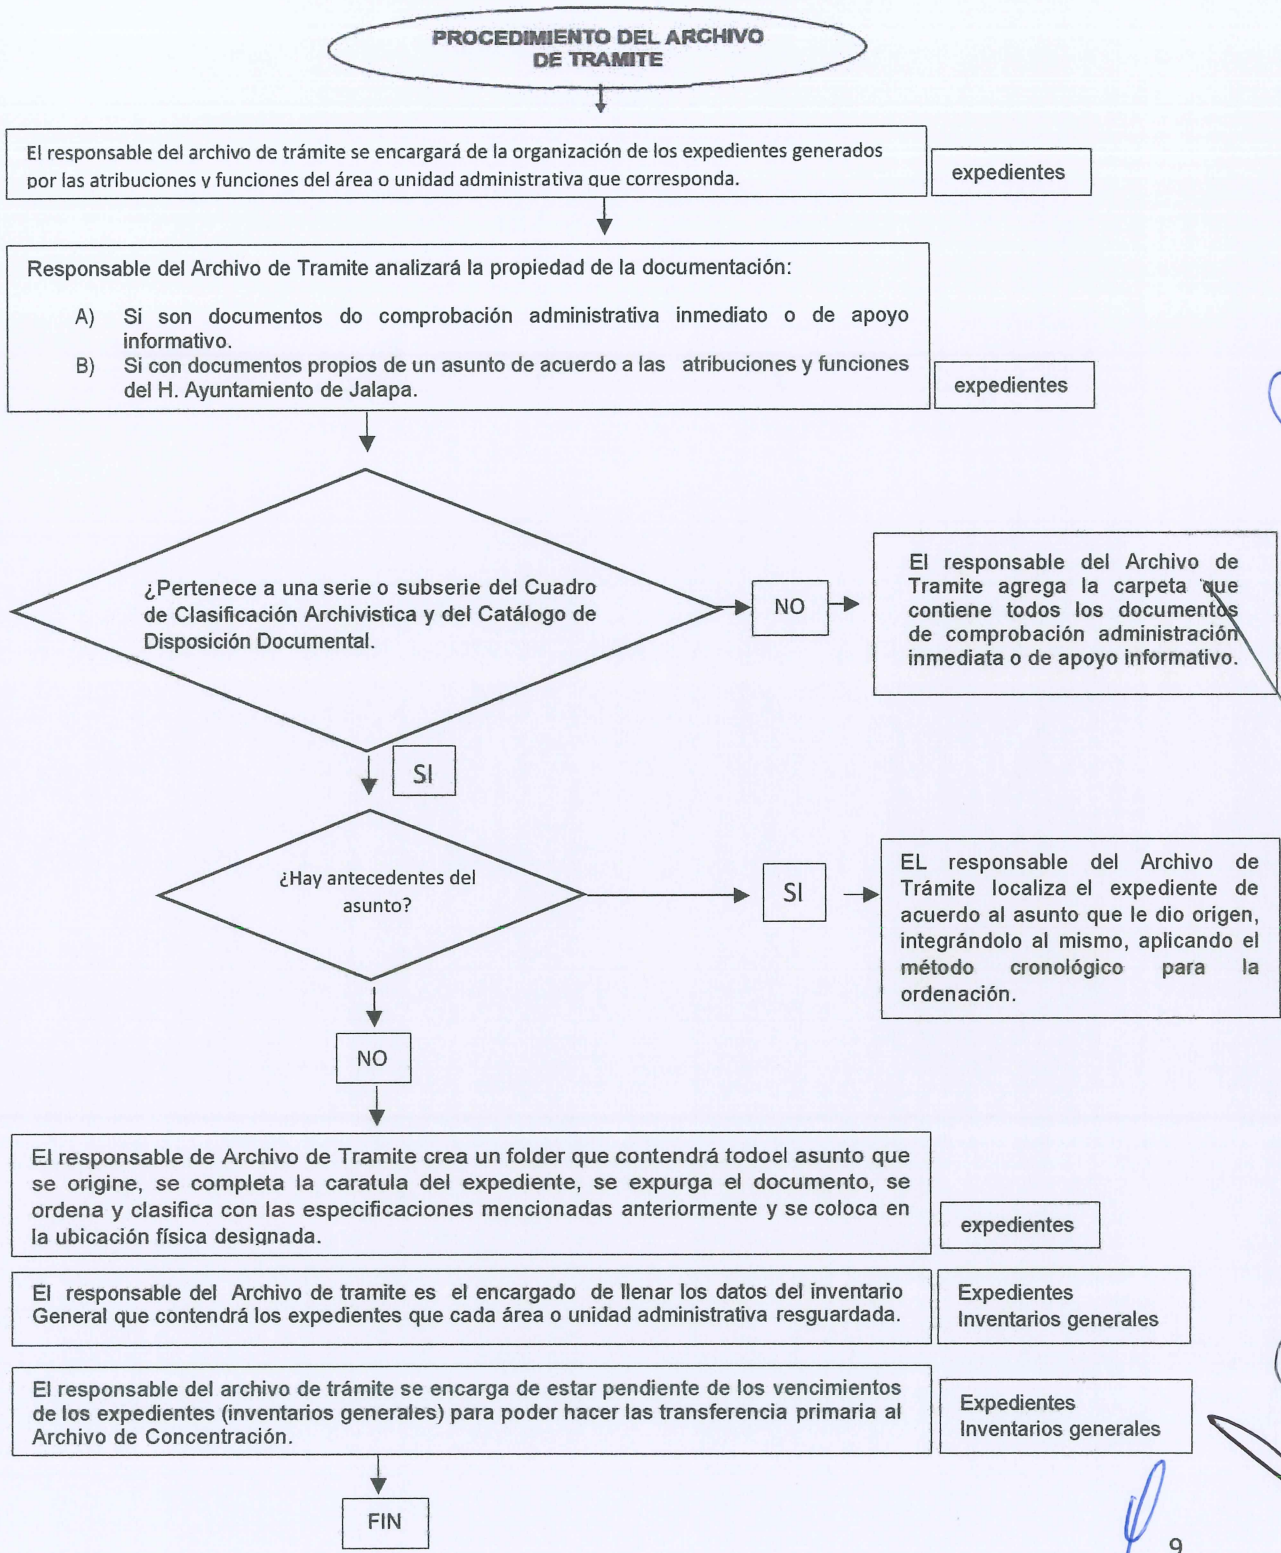 PROCEDIMIENTO DEL ARCHIVO
DE TRAMITE
El responsable del archivo de trámite se encargará de la organización de los expedientes generados
por las atribuciones y funciones del área o unidad administrativa que corresponda.
expedientes
Responsable del Archivo de Tramite analizará la propiedad de la documentación:
A) Si son documentos do comprobación administrativa inmediato o de apoyo
informativo.
B) Si con documentos propios de un asunto de acuerdo a las atribuciones y funciones
del H. Ayuntamiento de Jalapa.
expedientes
¿Pertenece a una serie o subserie del Cuadro
de Clasificación Archivistica y del Catálogo de
Disposición Documental.
NO
El responsable del Archivo de
Tramite agrega la carpeta que
contiene todos los documentos
de comprobación administración
inmediata o de apoyo informativo.
SI
¿Hay antecedentes del
asunto?
SI
EL responsable del Archivo de
Trámite localiza el expediente de
acuerdo al asunto que le dio origen,
integrándolo al mismo, aplicando el
método cronológico para la
ordenación.
NO
El responsable de Archivo de Tramite crea un folder que contendrá todoel asunto que
se origine, se completa la caratula del expediente, se expurga el documento, se
ordena y clasifica con las especificaciones mencionadas anteriormente y se coloca en
la ubicación física designada.
expedientes
El responsable del Archivo de tramite es el encargado de llenar los datos del inventario
General que contendrá los expedientes que cada área o unidad administrativa resguardada.
Expedientes
Inventarios generales
El responsable del archivo de trámite se encarga de estar pendiente de los vencimientos
de los expedientes (inventarios generales) para poder hacer las transferencia primaria al
Archivo de Concentración.
Expedientes
Inventarios generales
FIN
9